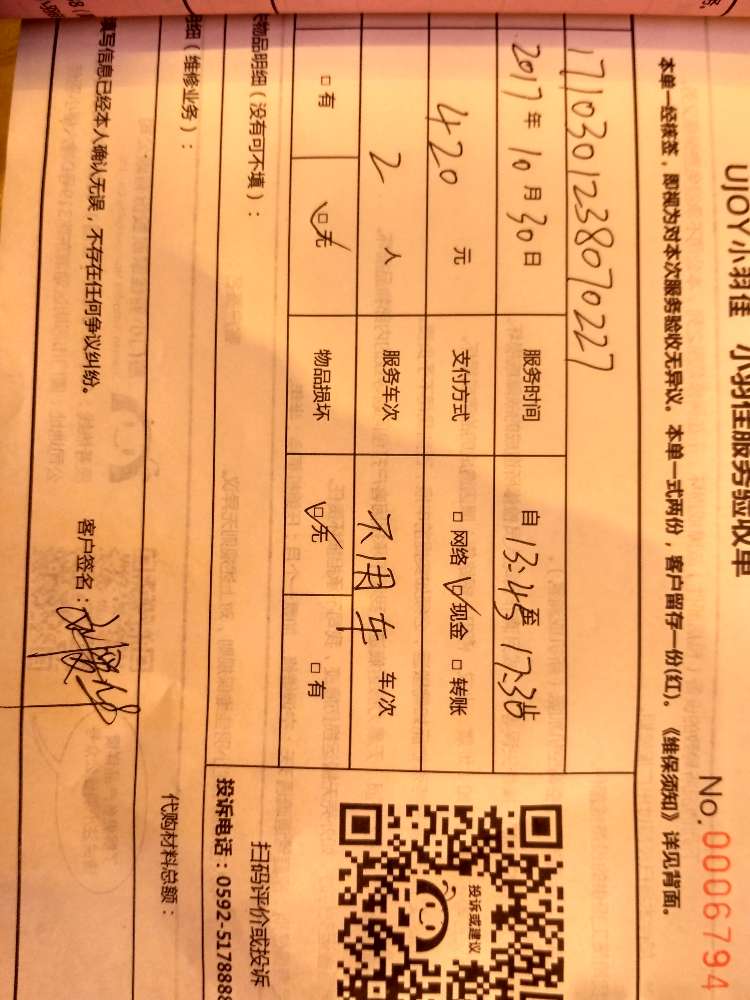 UJOY小羽佳 小羽佳服务验收单
No. 0006794
本单一经抹签，即视为对本次服务验收无异议。本单一式两份，客户留存一份(红)。《维保须知》详见背面。
17103012338070227
2017年10月30日 服务时间 自13:45至17:30止
420 元 支付方式 □网络 ☑现金 □转账
2 人 服务车次 不用车 车/次
□有 ☑无 物品损坏 ☑无 □有
物品明细（没有可不填）：
投诉或建议
扫码评价或投诉
投诉电话：0592-5178888
细（维修业务）：
代购材料总额：
填写信息已经本人确认无误，不存在任何争议纠纷。
客户签名：